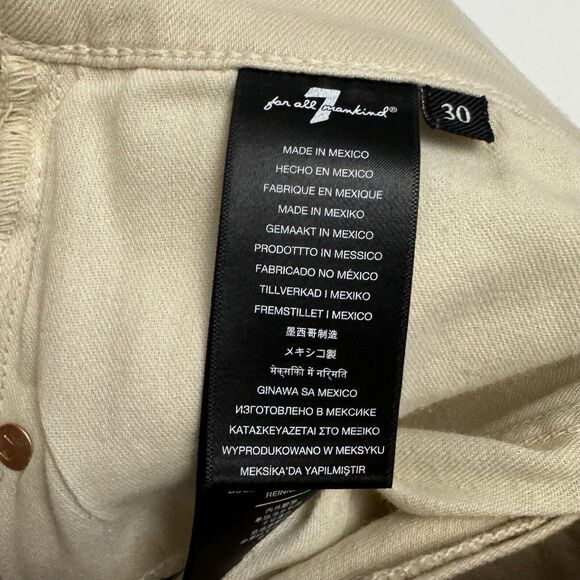 7
for all mankind®
30
MADE IN MEXICO
HECHO EN MEXICO
FABRIQUE EN MEXIQUE
MADE IN MEXIKO
GEMAAKT IN MEXICO
PRODOTTTO IN MESSICO
FABRICADO NO MÉXICO
TILLVERKAD I MEXIKO
FREMSTILLET I MEXICO
墨西哥制造
メキシコ製
मेक्सिको में नर्मिति
GINAWA SA MEXICO
ИЗГОТОВЛЕНО В МЕКСИКЕ
ΚΑΤΑΣΚΕΥΑΖΕΤΑΙ ΣΤΟ ΜΕΞΙΚΟ
WYPRODUKOWANO W MEKSYKU
MEKSİKA'DA YAPILMIŞTIR